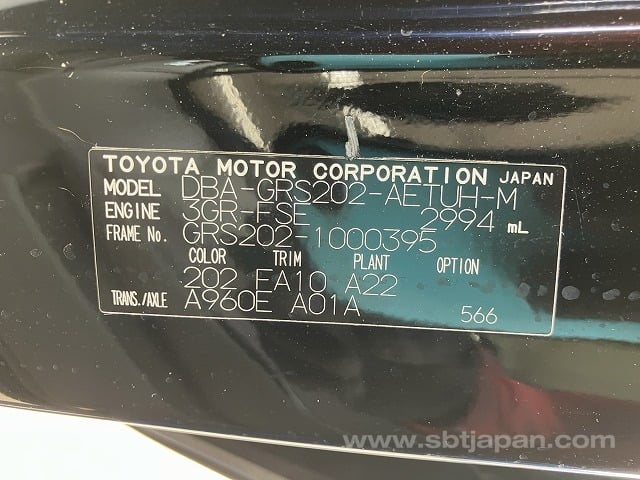 TOYOTA MOTOR CORPORATION JAPAN
MODEL DBA-GRS202-AETUH-M
ENGINE 3GR-FSE 2994 mL
FRAME No. GRS202-1000395
COLOR TRIM PLANT OPTION
202 FA10 A22
TRANS./AXLE A960E A01A 566
www.sbtjapan.com